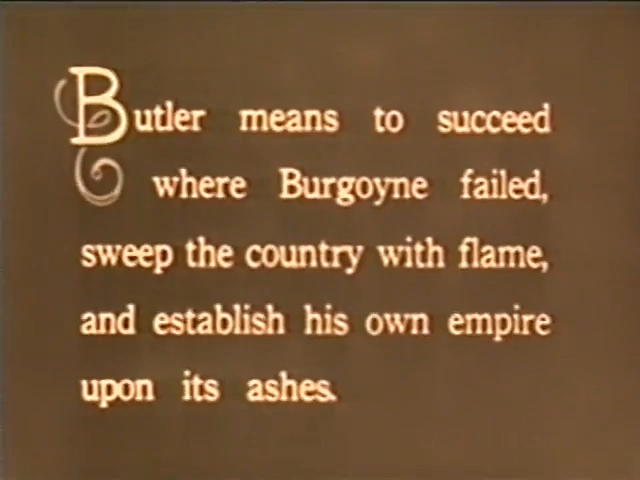 Butler means to succeed
where Burgoyne failed,
sweep the country with flame,
and establish his own empire
upon its ashes.